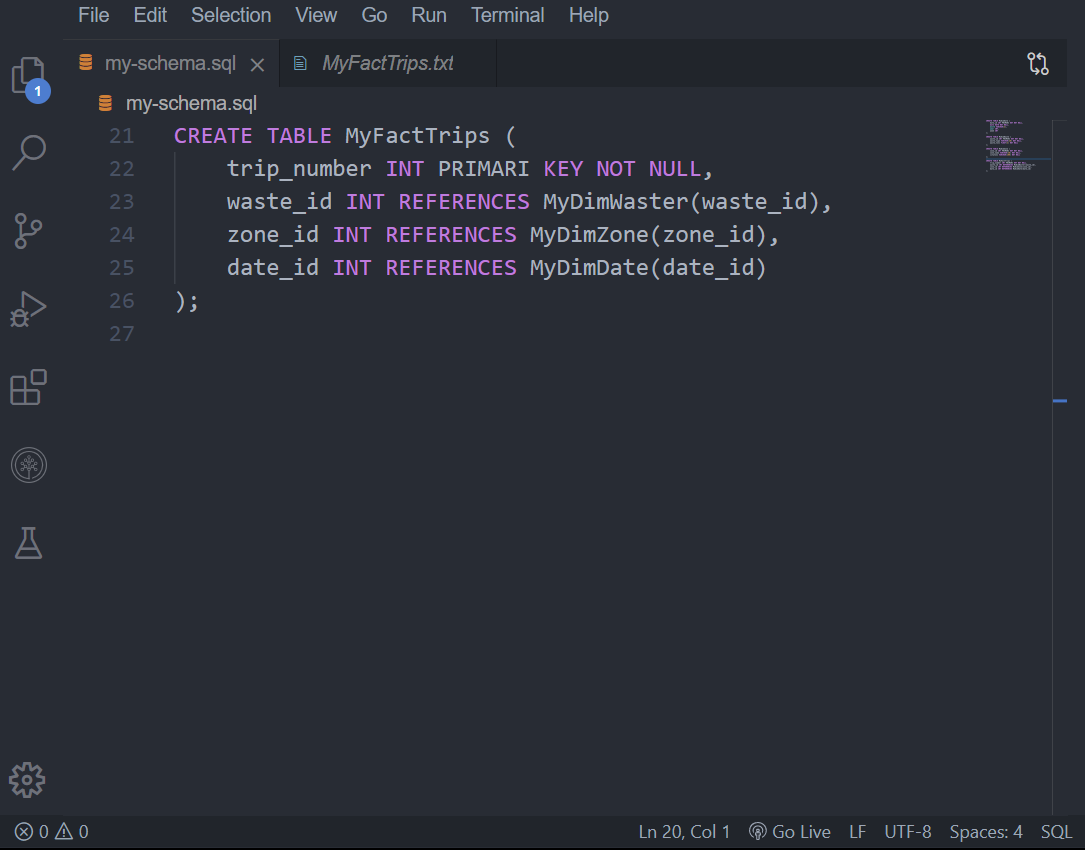 File Edit Selection View Go Run Terminal Help
my-schema.sql MyFactTrips.txt
1
my-schema.sql
21 CREATE TABLE MyFactTrips (
22 trip_number INT PRIMARI KEY NOT NULL,
23 waste_id INT REFERENCES MyDimWaster(waste_id),
24 zone_id INT REFERENCES MyDimZone(zone_id),
25 date_id INT REFERENCES MyDimDate(date_id)
26 );
27
0 0 Ln 20, Col 1 Go Live LF UTF-8 Spaces: 4 SQL